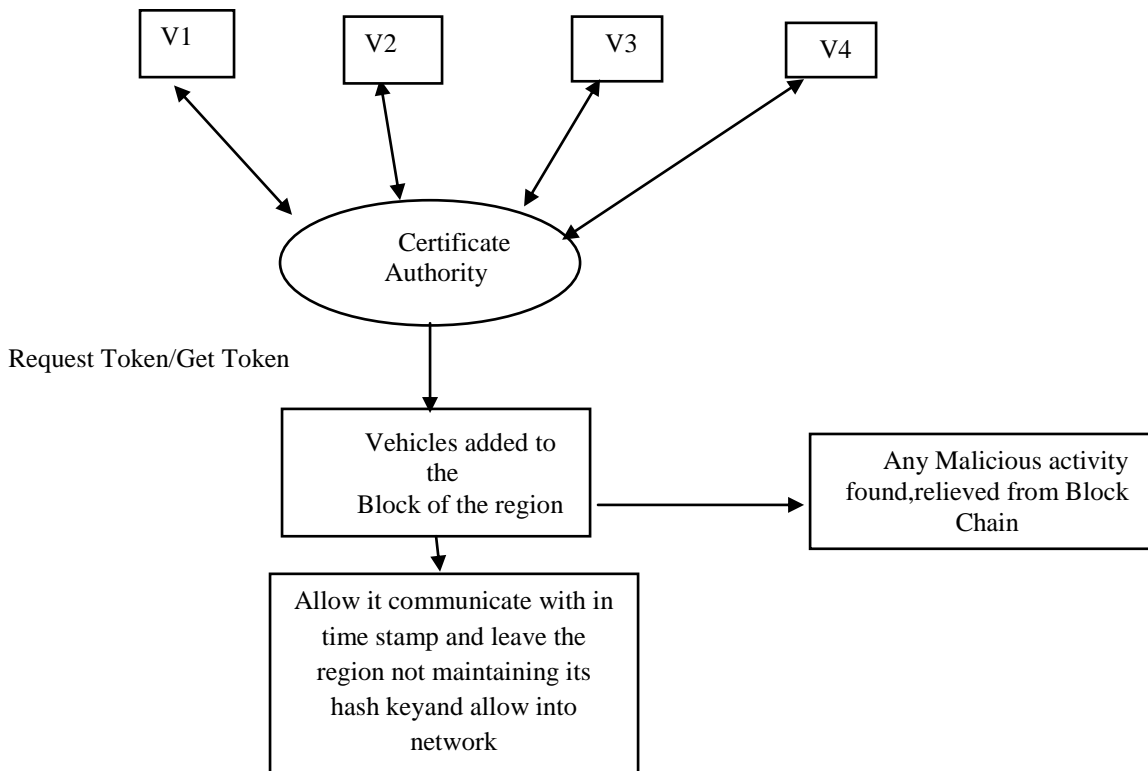 V1
V2
V3
V4
Certificate
Authority
Request Token/Get Token
Vehicles added to
the
Block of the region
Any Malicious activity
found,relieved from Block
Chain
Allow it communicate with in
time stamp and leave the
region not maintaining its
hash keyand allow into
network